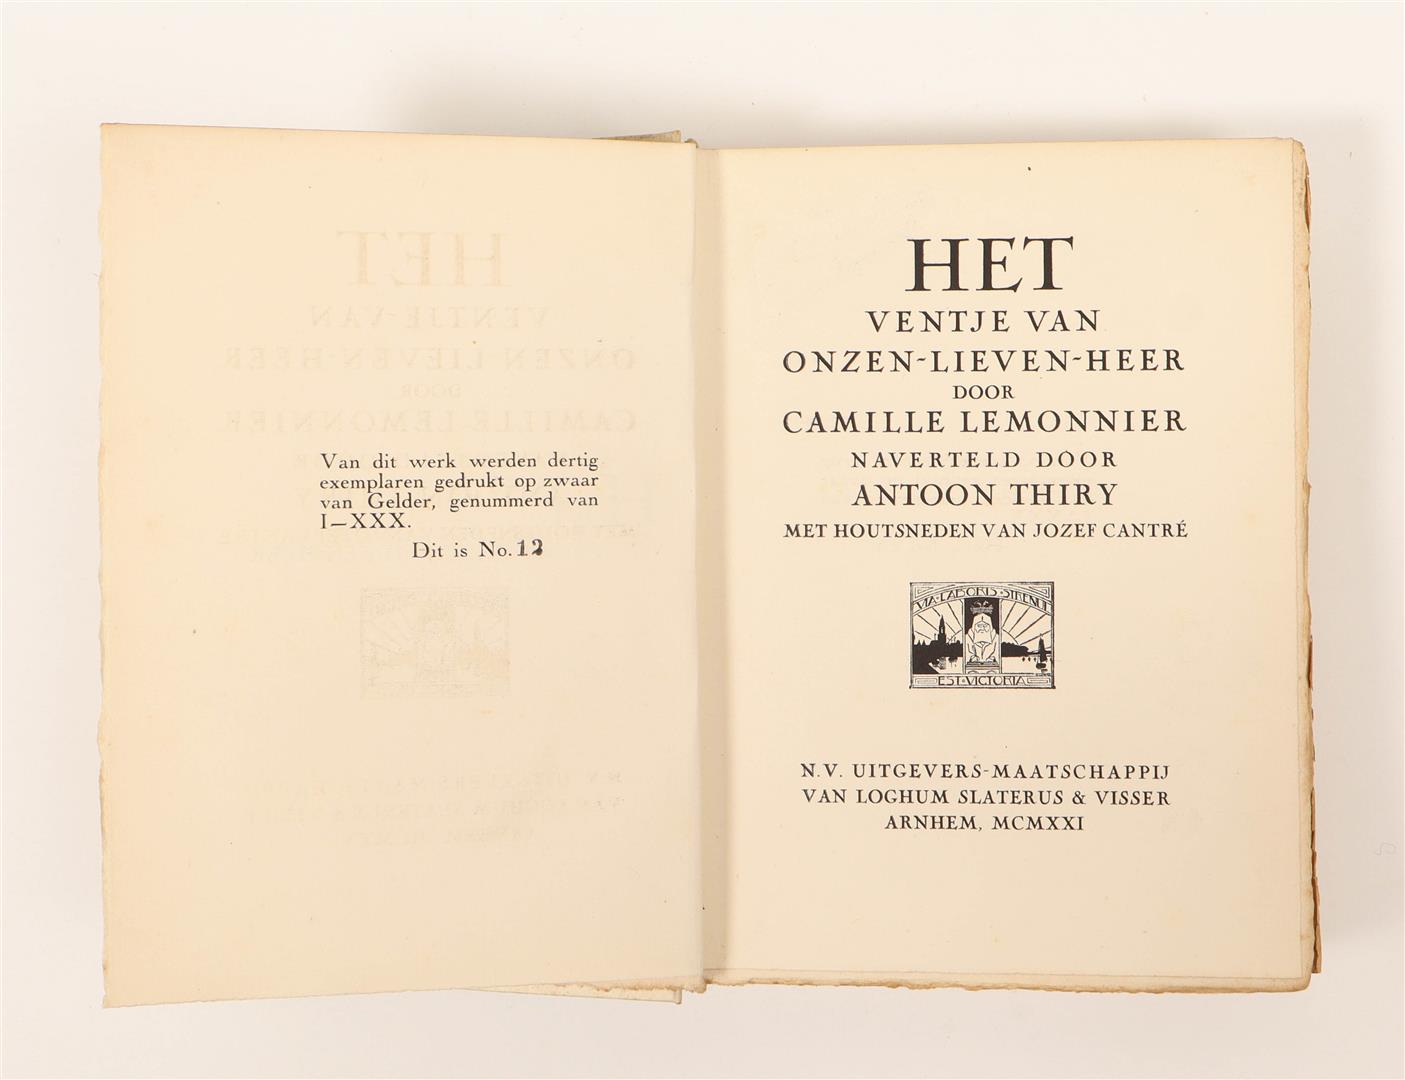 Van dit werk werden dertig
exemplaren gedrukt op zwaar
van Gelder, genummerd van
I—XXX.
Dit is No. 12
HET
VENTJE VAN
ONZEN-LIEVEN-HEER
DOOR
CAMILLE LEMONNIER
NAVERTELD DOOR
ANTOON THIRY
MET HOUTSNEDEN VAN JOZEF CANTRÉ
VIA·LABORIS·STRENUI
EST·VICTORIA
N.V. UITGEVERS-MAATSCHAPPIJ
VAN LOGHUM SLATERUS & VISSER
ARNHEM, MCMXXI